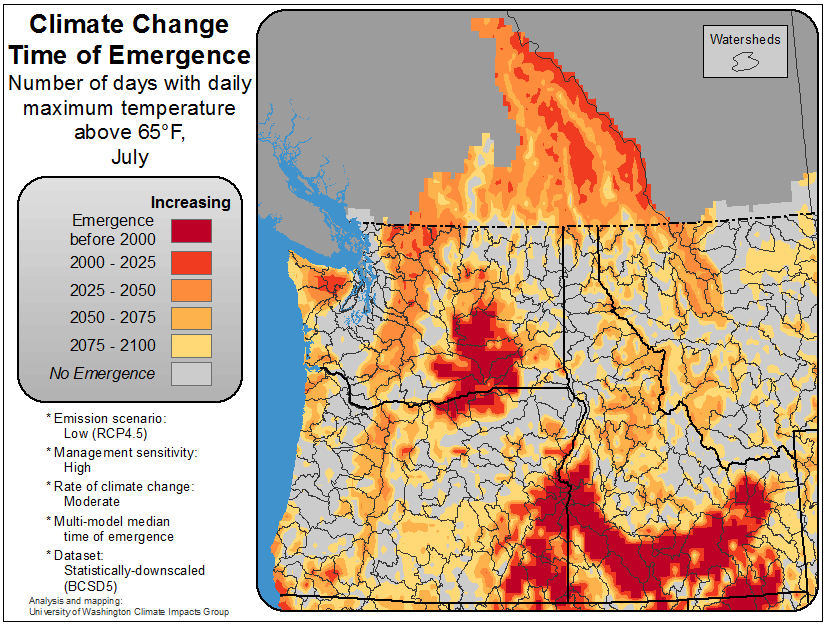 Climate Change
Time of Emergence
Number of days with daily
maximum temperature
above 65°F,
July
Increasing
Emergence
before 2000
2000 - 2025
2025 - 2050
2050 - 2075
2075 - 2100
No Emergence
* Emission scenario:
Low (RCP4.5)
* Management sensitivity:
High
* Rate of climate change:
Moderate
* Multi-model median
time of emergence
* Dataset:
Statistically-downscaled
(BCSD5)
Analysis and mapping:
University of Washington Climate Impacts Group
Watersheds